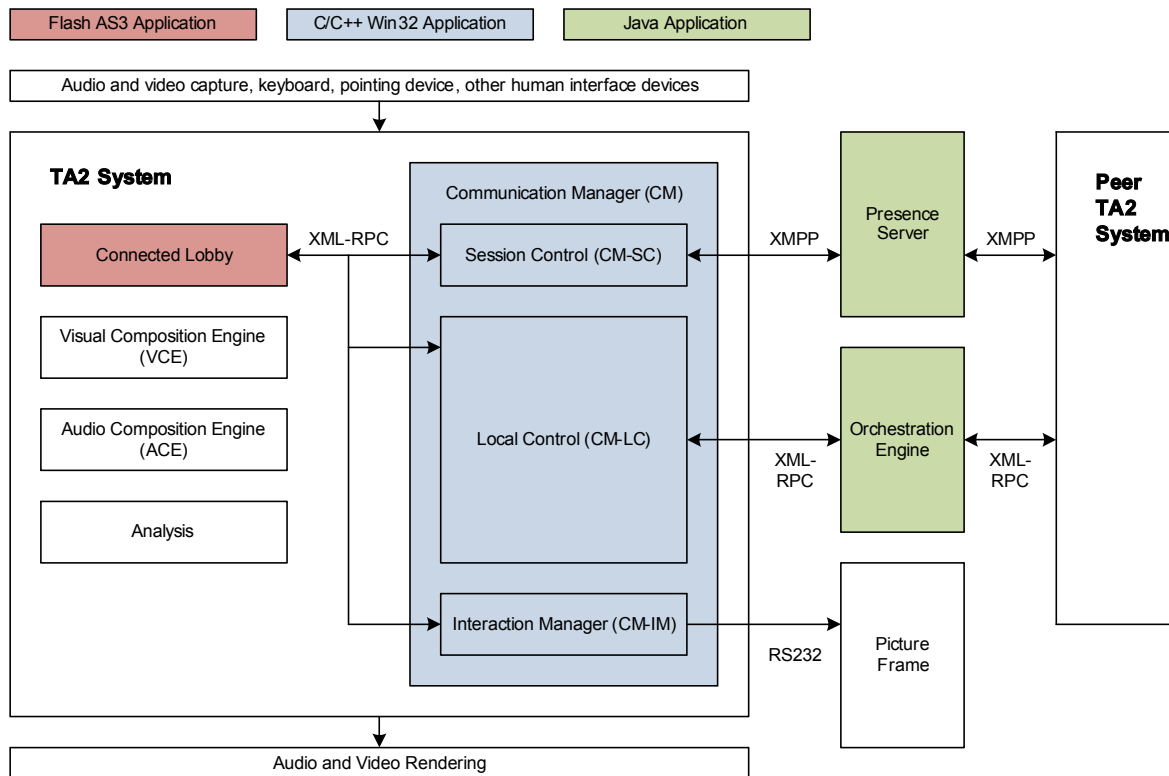 Flash AS3 Application
C/C++ Win32 Application
Java Application
Audio and video capture, keyboard, pointing device, other human interface devices
TA2 System
Communication Manager (CM)
Connected Lobby
XML-RPC
Session Control (CM-SC)
XMPP
Presence
Server
XMPP
Peer
TA2
System
Visual Composition Engine
(VCE)
Audio Composition Engine
(ACE)
Analysis
Local Control (CM-LC)
XML-
RPC
Orchestration
Engine
XML-
RPC
Interaction Manager (CM-IM)
RS232
Picture
Frame
Audio and Video Rendering